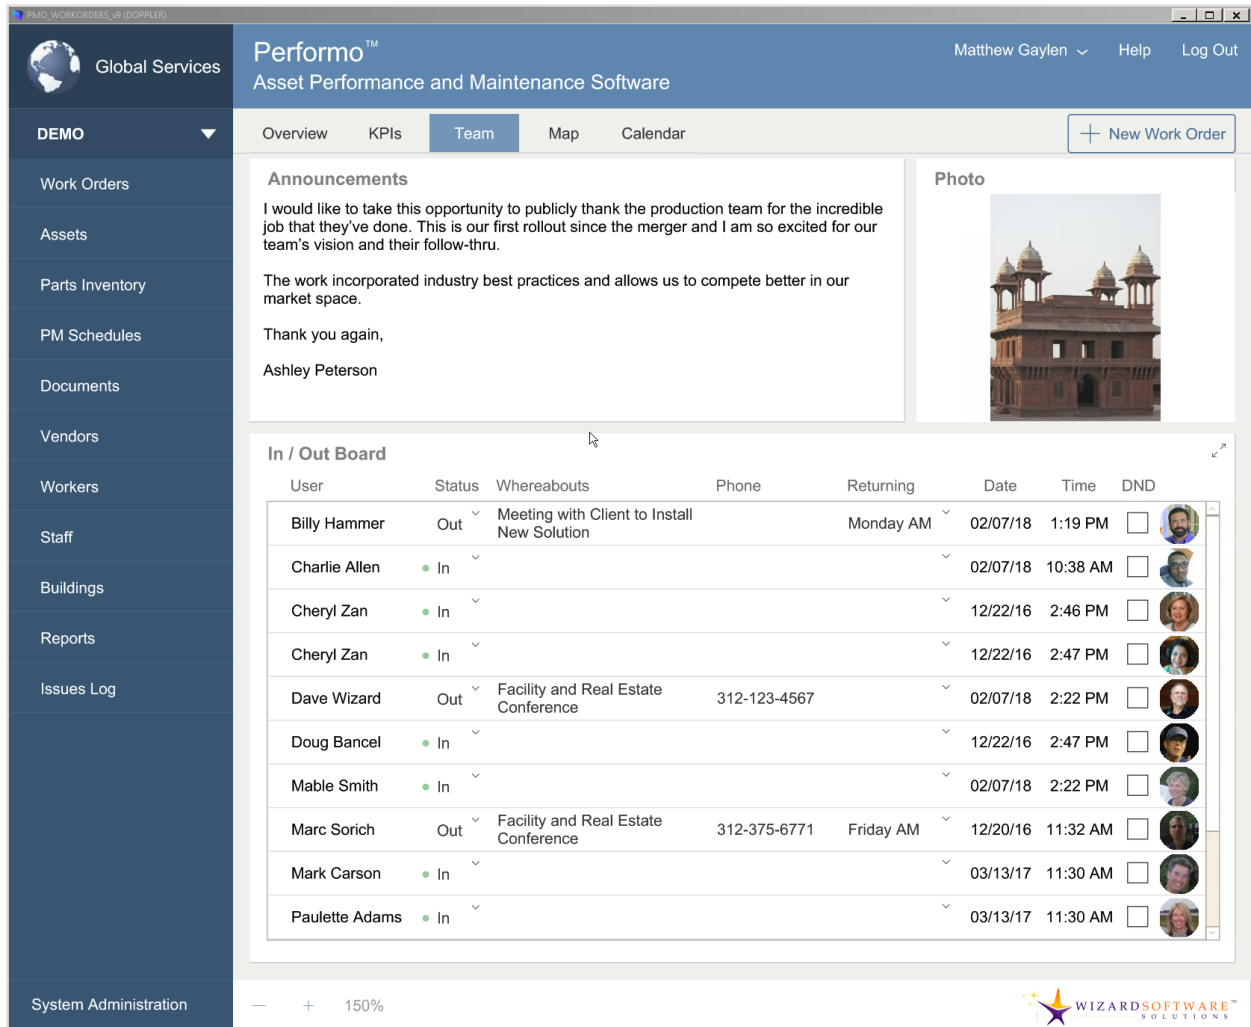 PMO_WORKORDERS_v9 (DOPPLER)
Global Services
Performo™
Asset Performance and Maintenance Software
Matthew Gaylen
Help
Log Out
DEMO
Overview
KPIs
Team
Map
Calendar
New Work Order
Work Orders
Assets
Parts Inventory
PM Schedules
Documents
Vendors
Workers
Staff
Buildings
Reports
Issues Log
System Administration
Announcements
I would like to take this opportunity to publicly thank the production team for the incredible
job that they've done. This is our first rollout since the merger and I am so excited for our
team's vision and their follow-thru.
The work incorporated industry best practices and allows us to compete better in our
market space.
Thank you again,
Ashley Peterson
Photo
In / Out Board
User Status Whereabouts Phone Returning Date Time DND
Billy Hammer Out Meeting with Client to Install Monday AM 02/07/18 1:19 PM
New Solution
Charlie Allen In 02/07/18 10:38 AM
Cheryl Zan In 12/22/16 2:46 PM
Cheryl Zan In 12/22/16 2:47 PM
Dave Wizard Out Facility and Real Estate 312-123-4567 02/07/18 2:22 PM
Conference
Doug Bancel In 12/22/16 2:47 PM
Mable Smith In 02/07/18 2:22 PM
Marc Sorich Out Facility and Real Estate 312-375-6771 Friday AM 12/20/16 11:32 AM
Conference
Mark Carson In 03/13/17 11:30 AM
Paulette Adams In 03/13/17 11:30 AM
150%
WIZARDSOFTWARE™
SOLUTIONS